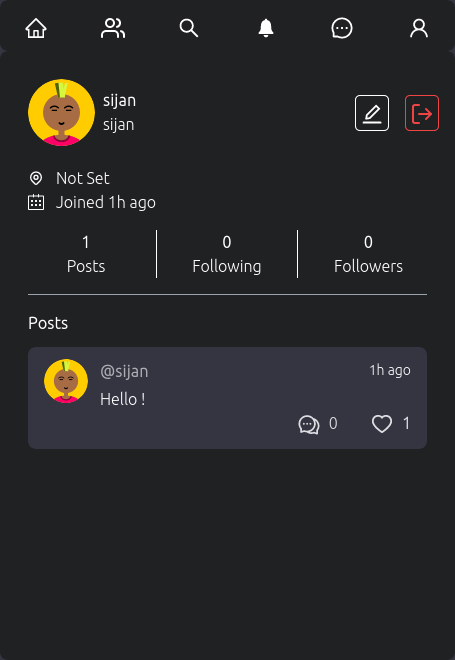 sijan
sijan
Not Set
Joined 1h ago
1 0 0
Posts Following Followers
Posts
@sijan 1h ago
Hello !
0 1